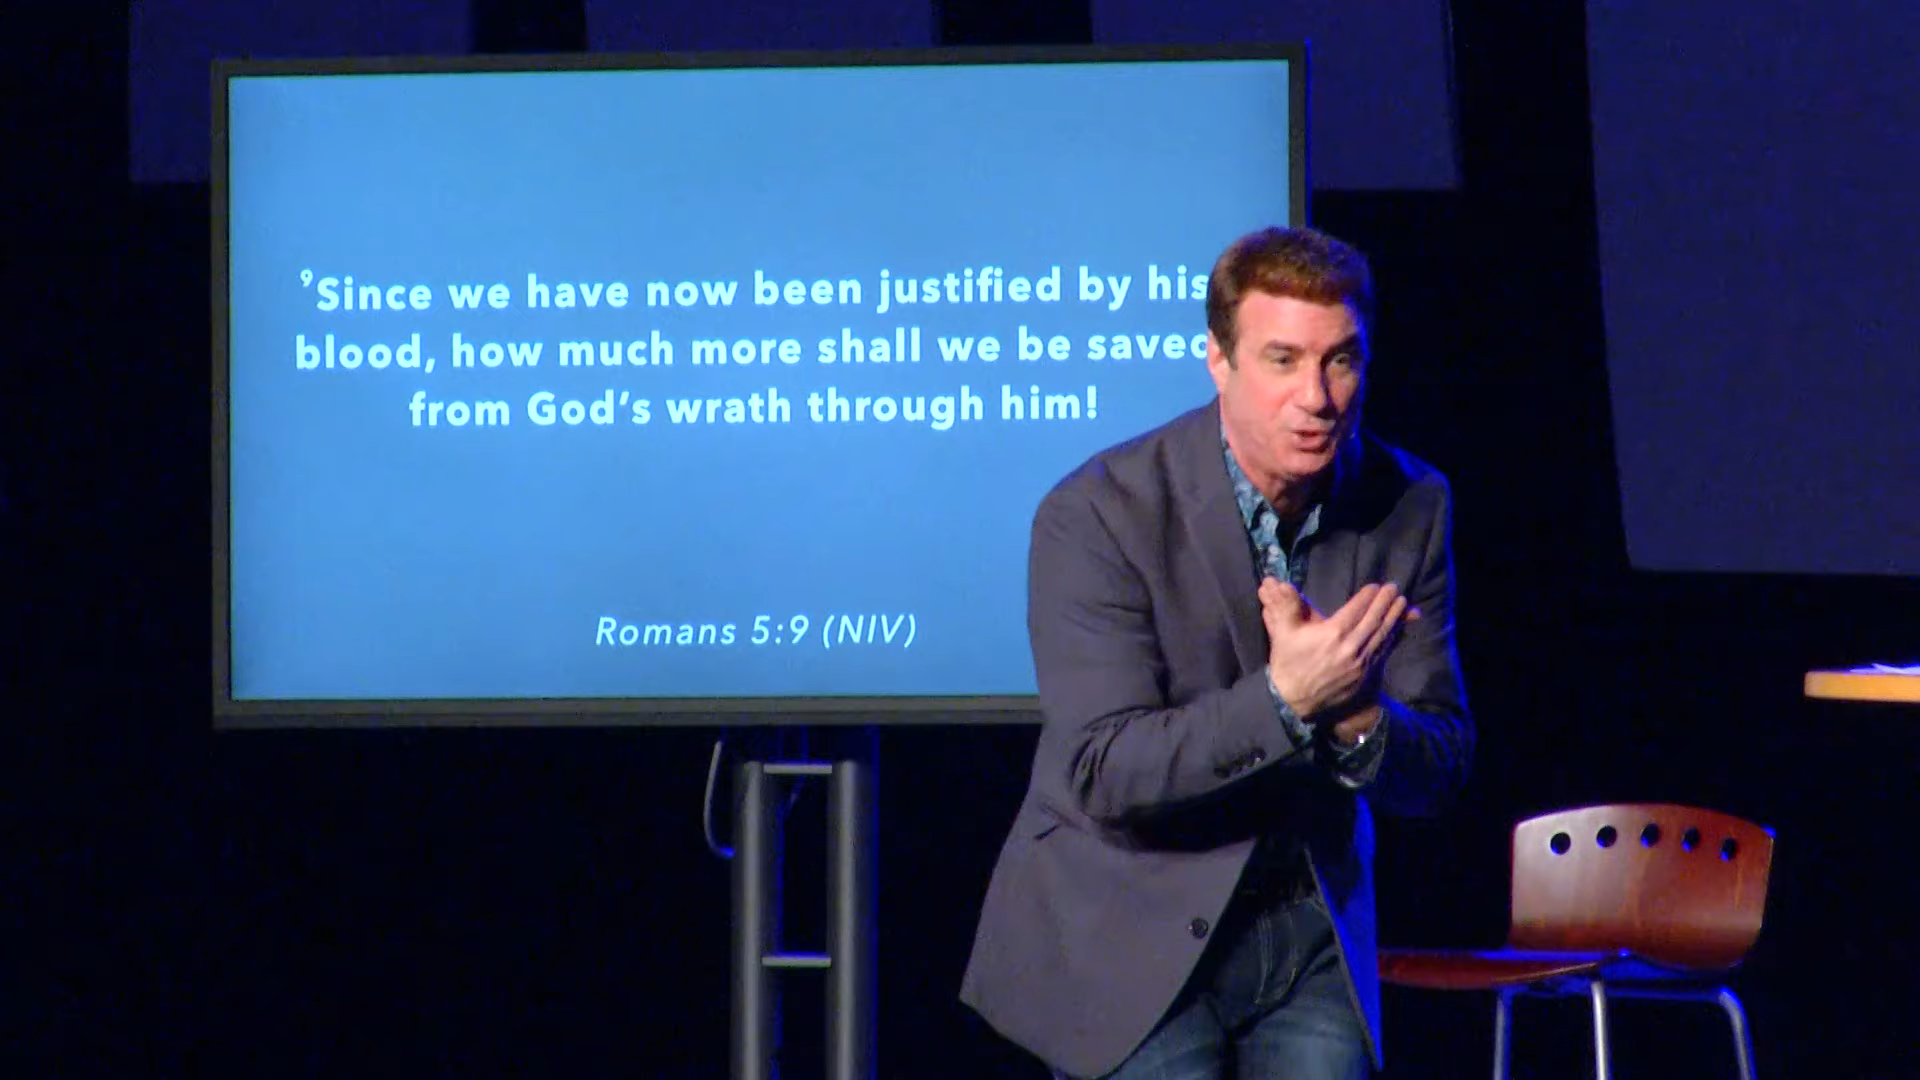 ⁹Since we have now been justified by his
blood, how much more shall we be saved
from God's wrath through him!
Romans 5:9 (NIV)